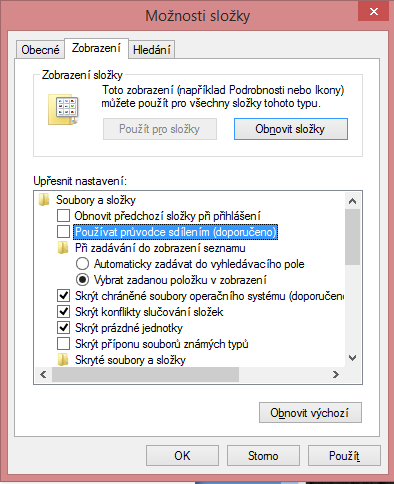 Možnosti složky
Obecné
Zobrazení
Hledání
Zobrazení složky
Toto zobrazení (například Podrobnosti nebo Ikony)
můžete použít pro všechny složky tohoto typu.
Použít pro složky
Obnovit složky
Upřesnit nastavení:
Soubory a složky
Obnovit předchozí složky při přihlášení
Používat průvodce sdílením (doporučeno)
Při zadávání do zobrazení seznamu
Automaticky zadávat do vyhledávacího pole
Vybrat zadanou položku v zobrazení
Skrýt chráněné soubory operačního systému (doporučeno
Skrýt konflikty slučování složek
Skrýt prázdné jednotky
Skrýt příponu souborů známých typů
Skryté soubory a složky
Obnovit výchozí
OK
Storno
Použít